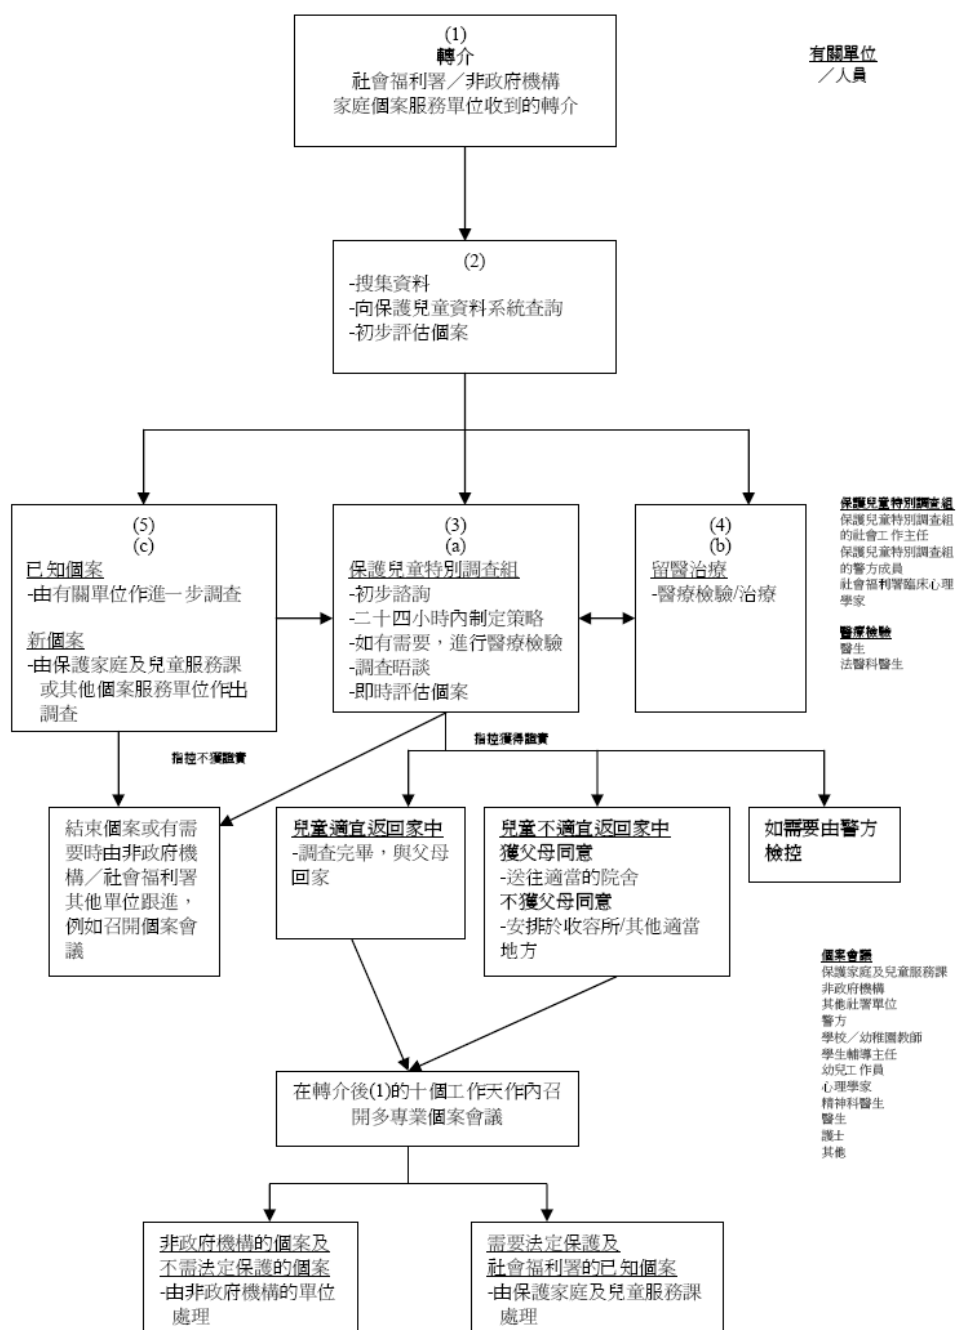 (1)
轉介
社會福利署／非政府機構
家庭個案服務單位收到的轉介
有關單位
／人員
(2)
-搜集資料
-向保護兒童資料系統查詢
-初步評估個案
(5)
(c)
已知個案
-由有關單位作進一步調查
新個案
-由保護家庭及兒童服務課
或其他個案服務單位作出
調查
(3)
(a)
保護兒童特別調查組
-初步諮詢
-二十四小時內制定策略
-如有需要，進行醫療檢驗
-調查晤談
-即時評估個案
(4)
(b)
留醫治療
-醫療檢驗/治療
保護兒童特別調查組
保護兒童特別調查組
的社會工作主任
保護兒童特別調查組
的警方成員
社會福利署臨床心理
學家
醫療檢驗
醫生
法醫科醫生
指控不獲證實
指控獲得證實
結束個案或有需
要時由非政府機
構／社會福利署
其他單位跟進，
例如召開個案會
議
兒童適宜返回家中
-調查完畢，與父母
回家
兒童不適宜返回家中
獲父母同意
-送往適當的院舍
不獲父母同意
-安排於收容所/其他適當
地方
如需要由警方
檢控
個案會議
保護家庭及兒童服務課
非政府機構
其他社署單位
警方
學校／幼稚園教師
學生輔導主任
幼兒工作員
心理學家
精神科醫生
醫生
護士
其他
在轉介後(1)的十個工作天作內召
開多專業個案會議
非政府機構的個案及
不需法定保護的個案
-由非政府機構的單位
處理
需要法定保護及
社會福利署的已知個案
-由保護家庭及兒童服務課
處理